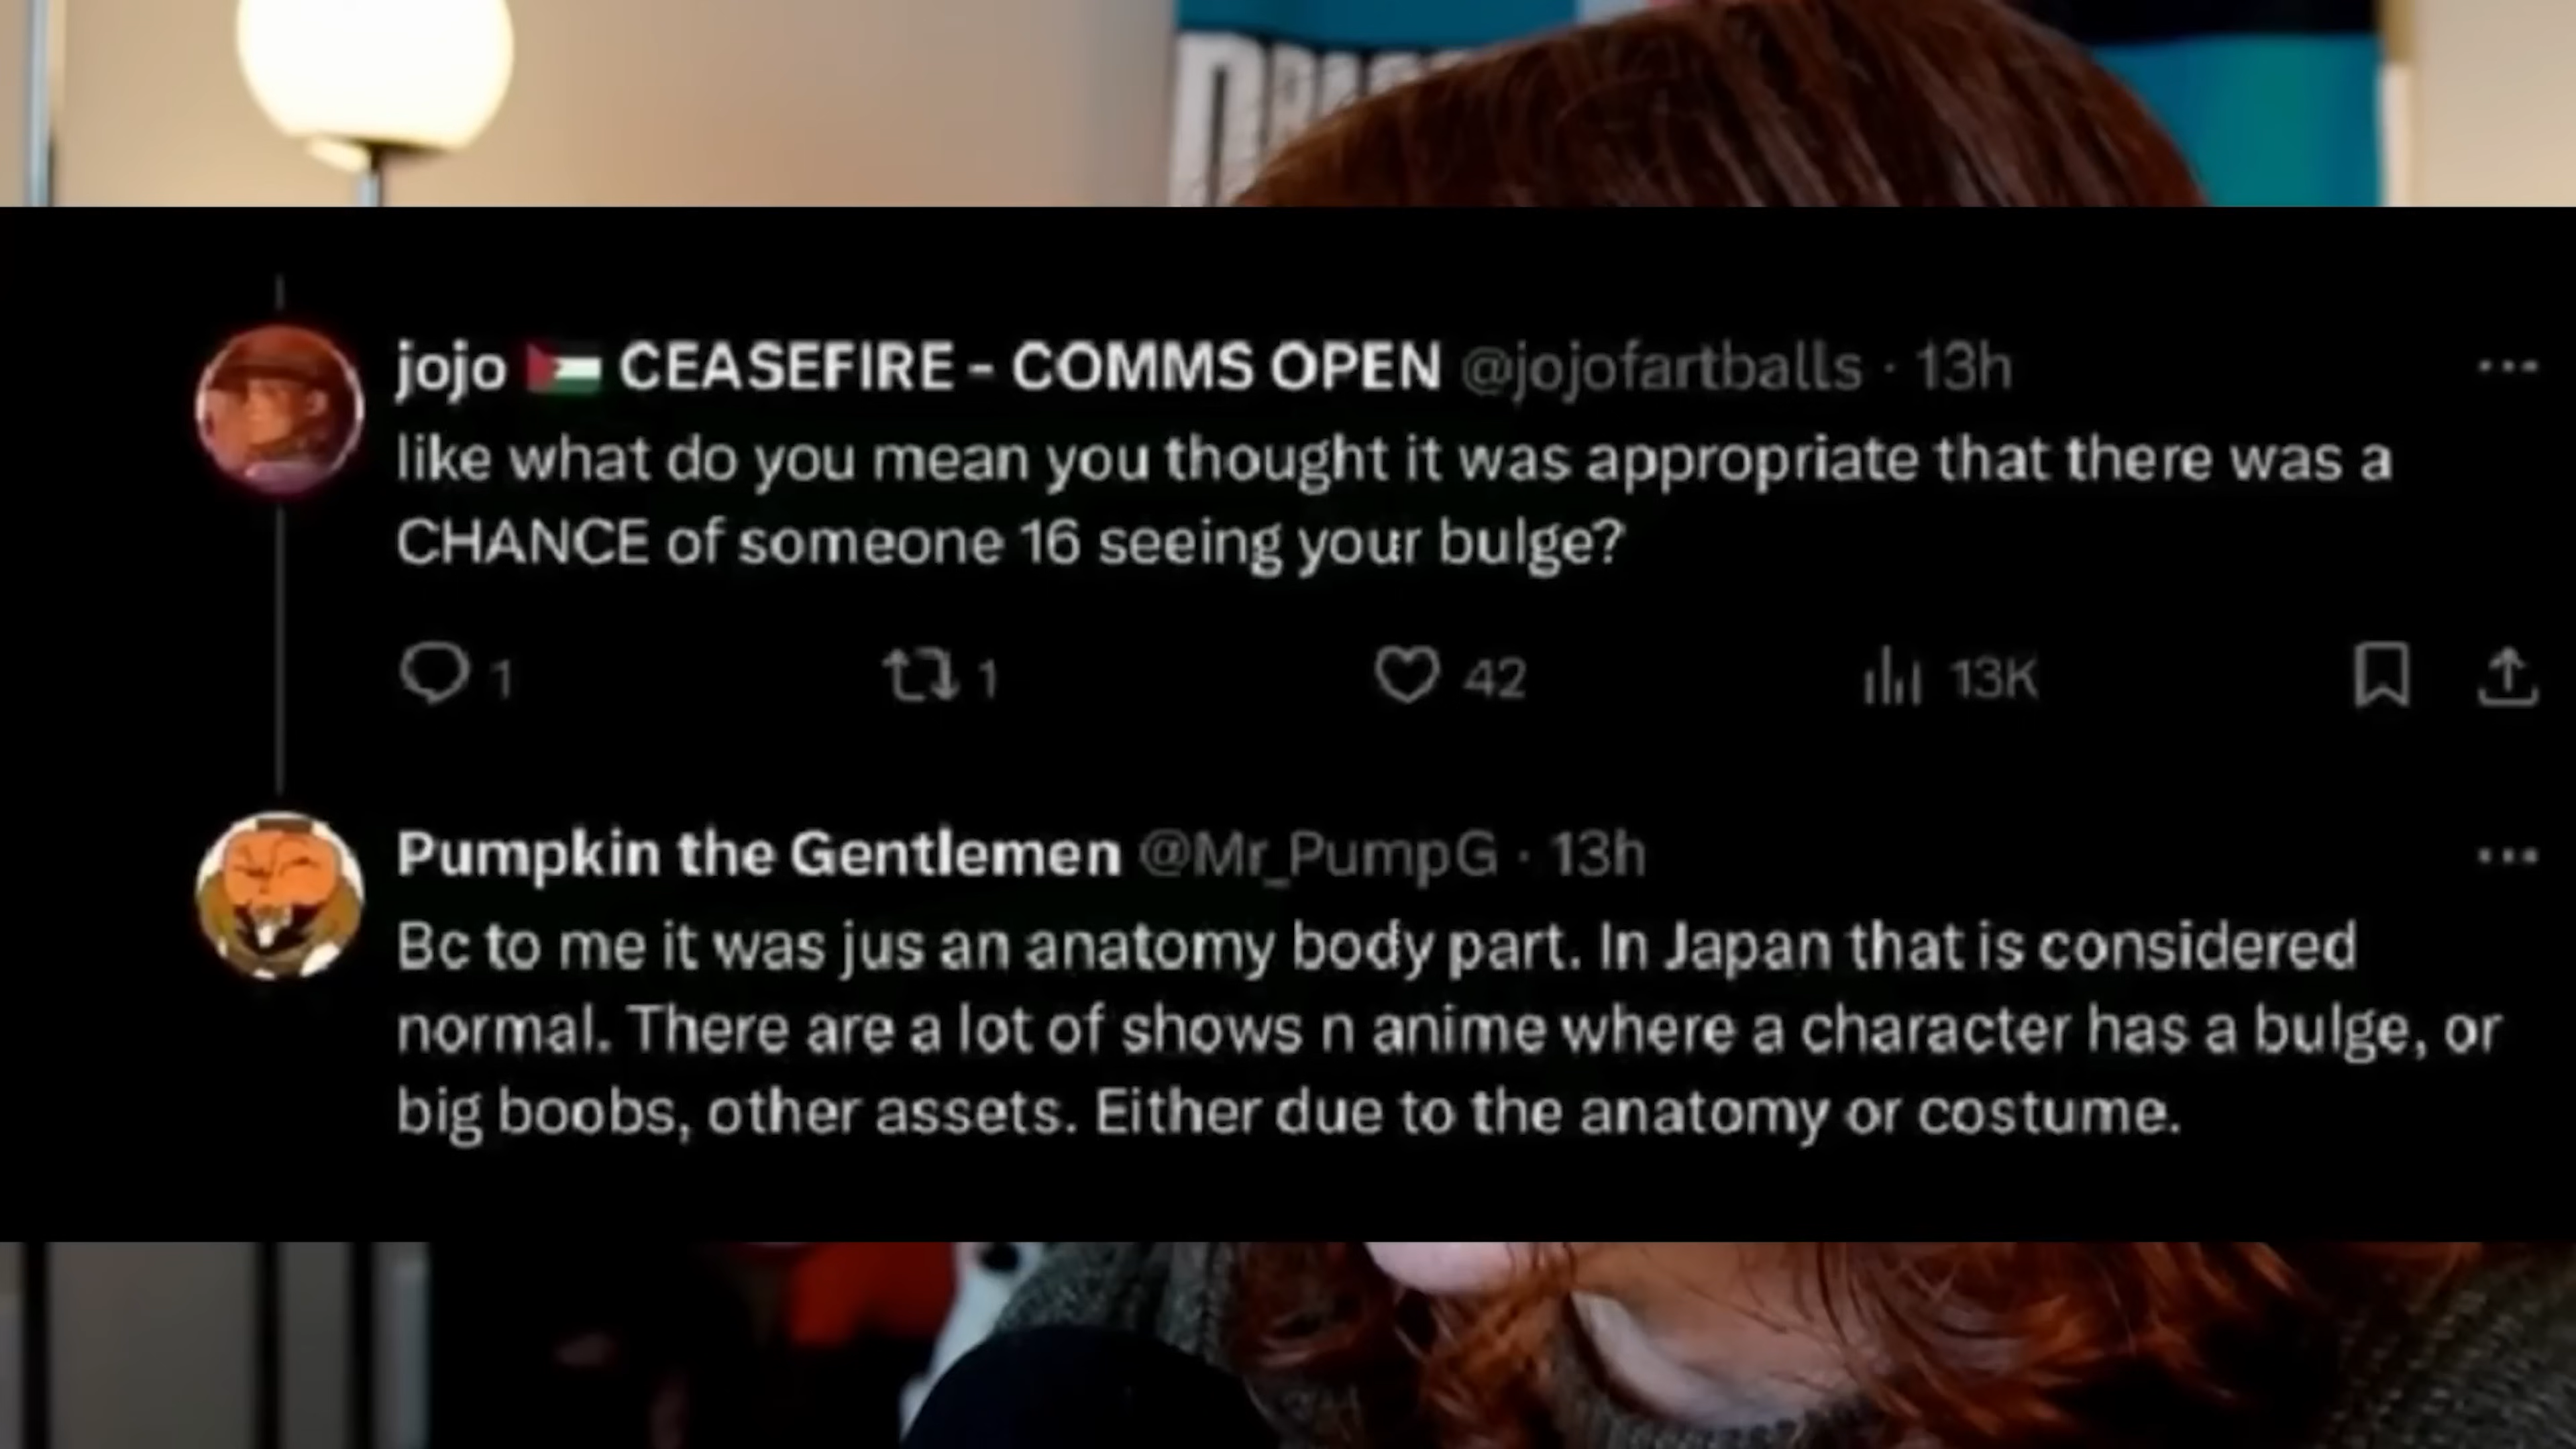 jojo 🇵🇸 CEASEFIRE - COMMS OPEN @jojofartballs · 13h
like what do you mean you thought it was appropriate that there was a
CHANCE of someone 16 seeing your bulge?
1 1 42 13K
Pumpkin the Gentlemen @Mr_PumpG · 13h
Bc to me it was jus an anatomy body part. In Japan that is considered
normal. There are a lot of shows n anime where a character has a bulge, or
big boobs, other assets. Either due to the anatomy or costume.